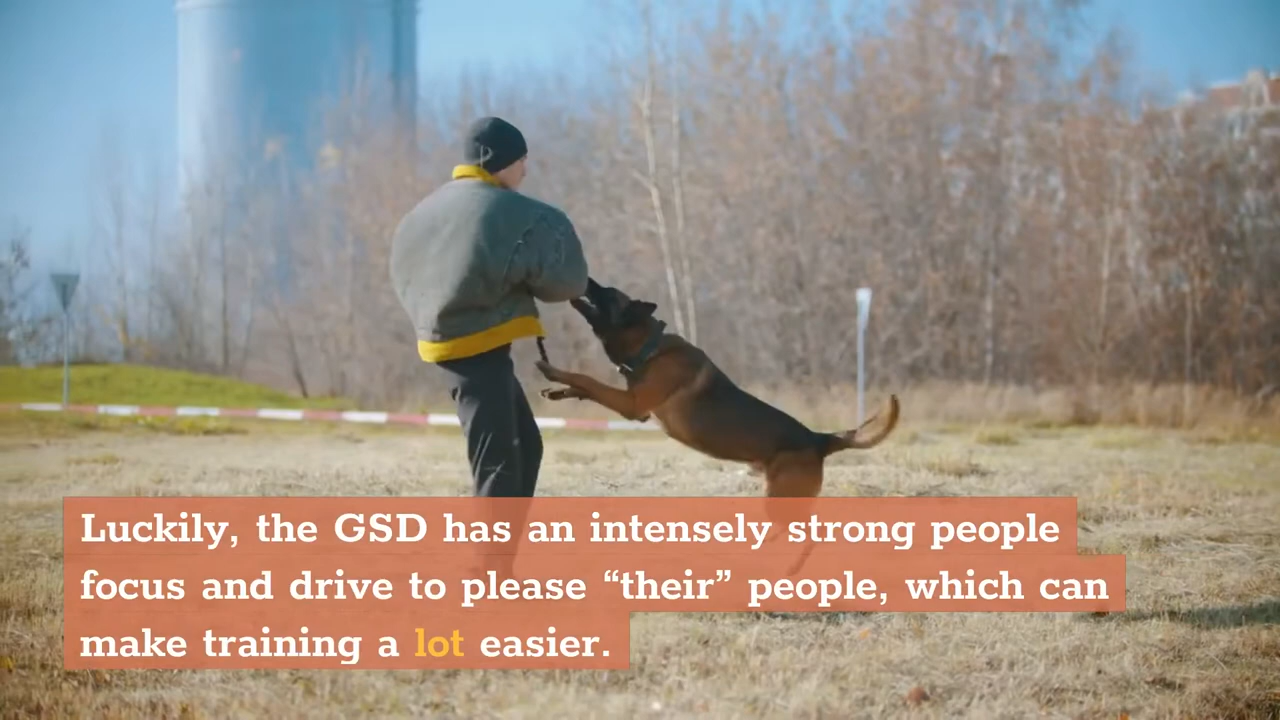 Luckily, the GSD has an intensely strong people
focus and drive to please “their” people, which can
make training a lot easier.